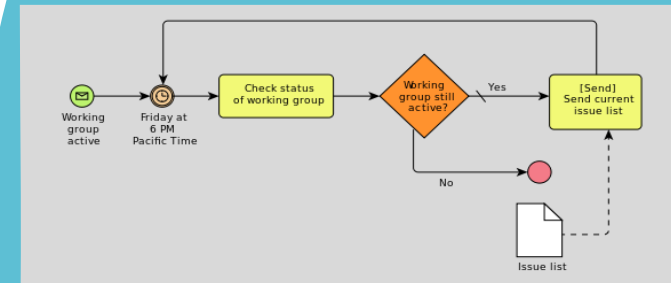 Working
group
active
Friday at
6 PM
Pacific Time
Check status
of working group
Working
group still
active?
Yes
No
[Send]
Send current
issue list
Issue list